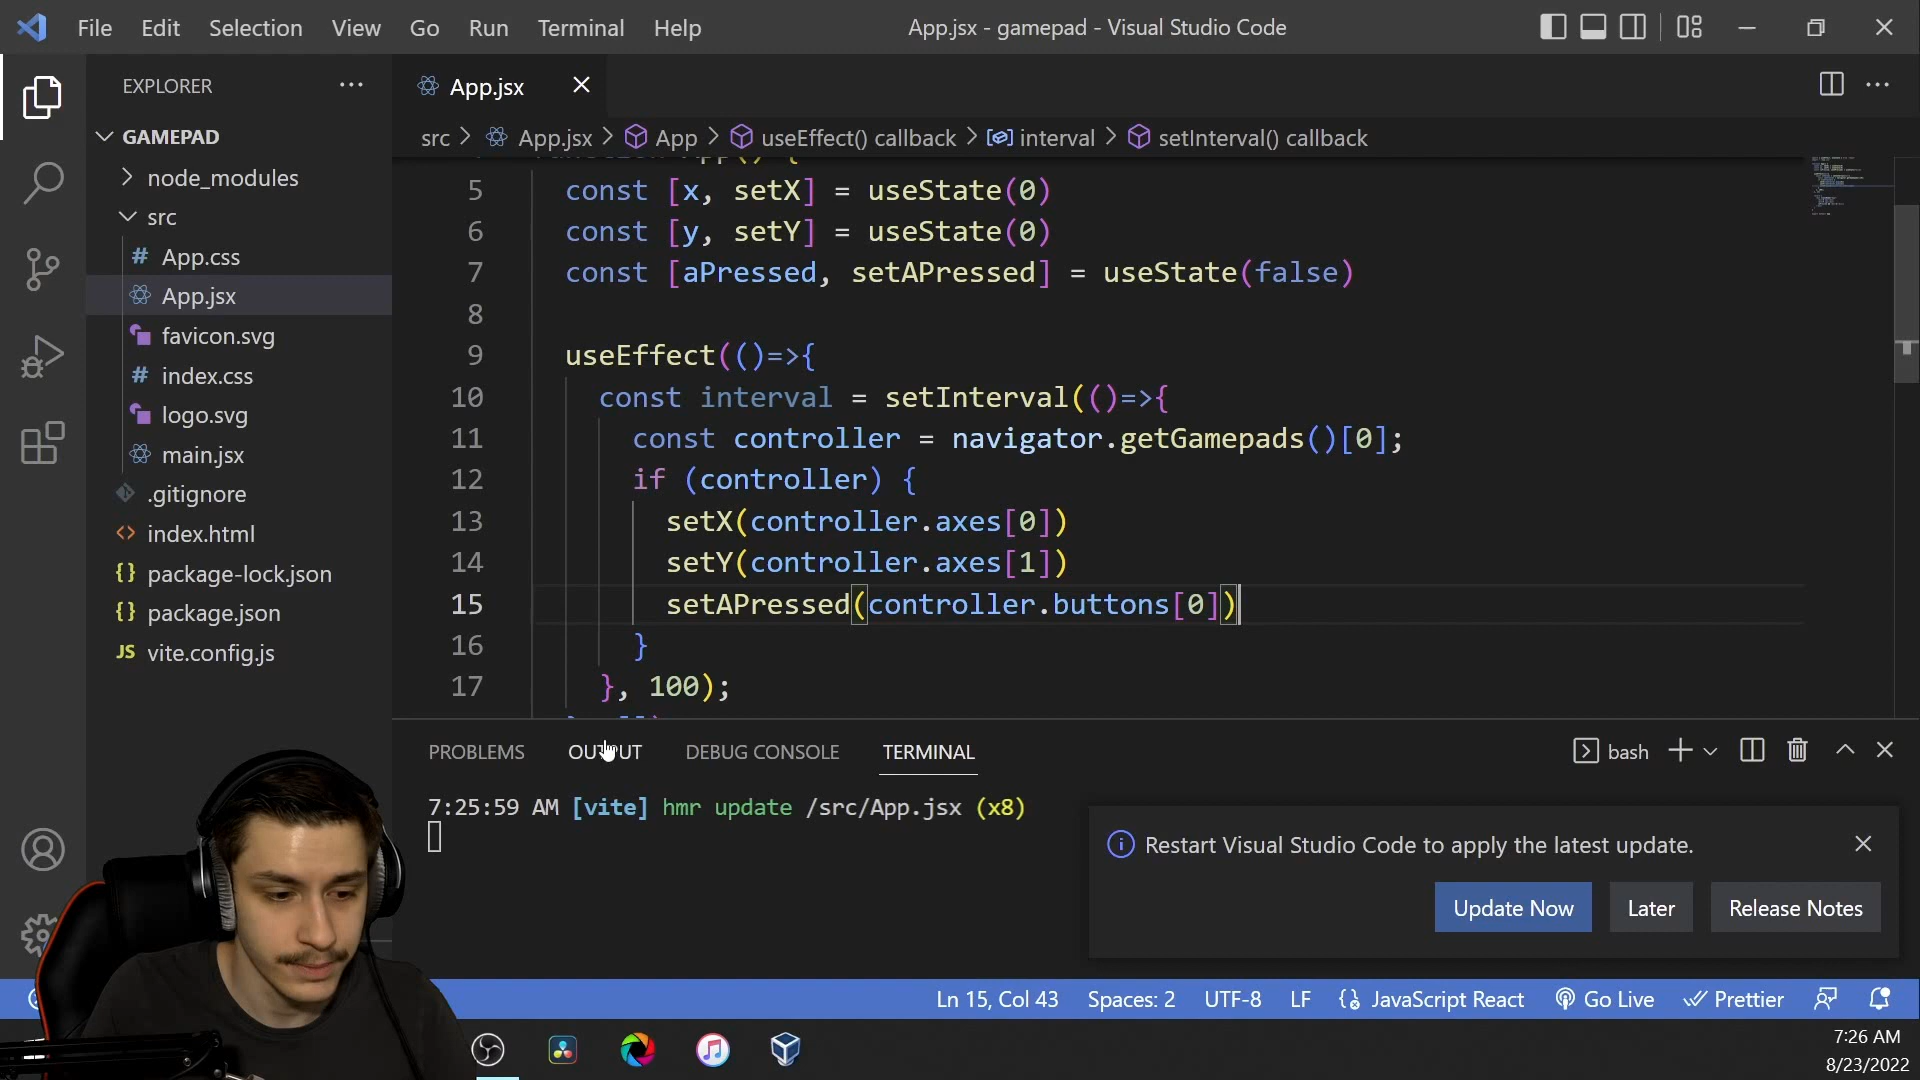 File Edit Selection View Go Run Terminal Help
App.jsx - gamepad - Visual Studio Code
EXPLORER
GAMEPAD
node_modules
src
# App.css
App.jsx
favicon.svg
# index.css
logo.svg
main.jsx
.gitignore
<> index.html
{} package-lock.json
{} package.json
JS vite.config.js
App.jsx
src > App.jsx > App > useEffect() callback > interval > setInterval() callback
5 const [x, setX] = useState(0)
6 const [y, setY] = useState(0)
7 const [aPressed, setAPressed] = useState(false)
8
9 useEffect(()=>{
10 const interval = setInterval(()=>{
11 const controller = navigator.getGamepads()[0];
12 if (controller) {
13 setX(controller.axes[0])
14 setY(controller.axes[1])
15 setAPressed(controller.buttons[0])
16 }
17 }, 100);
PROBLEMS OUTPUT DEBUG CONSOLE TERMINAL
bash
7:25:59 AM [vite] hmr update /src/App.jsx (x8)
Restart Visual Studio Code to apply the latest update.
Update Now Later Release Notes
Ln 15, Col 43 Spaces: 2 UTF-8 LF JavaScript React Go Live Prettier
7:26 AM
8/23/2022